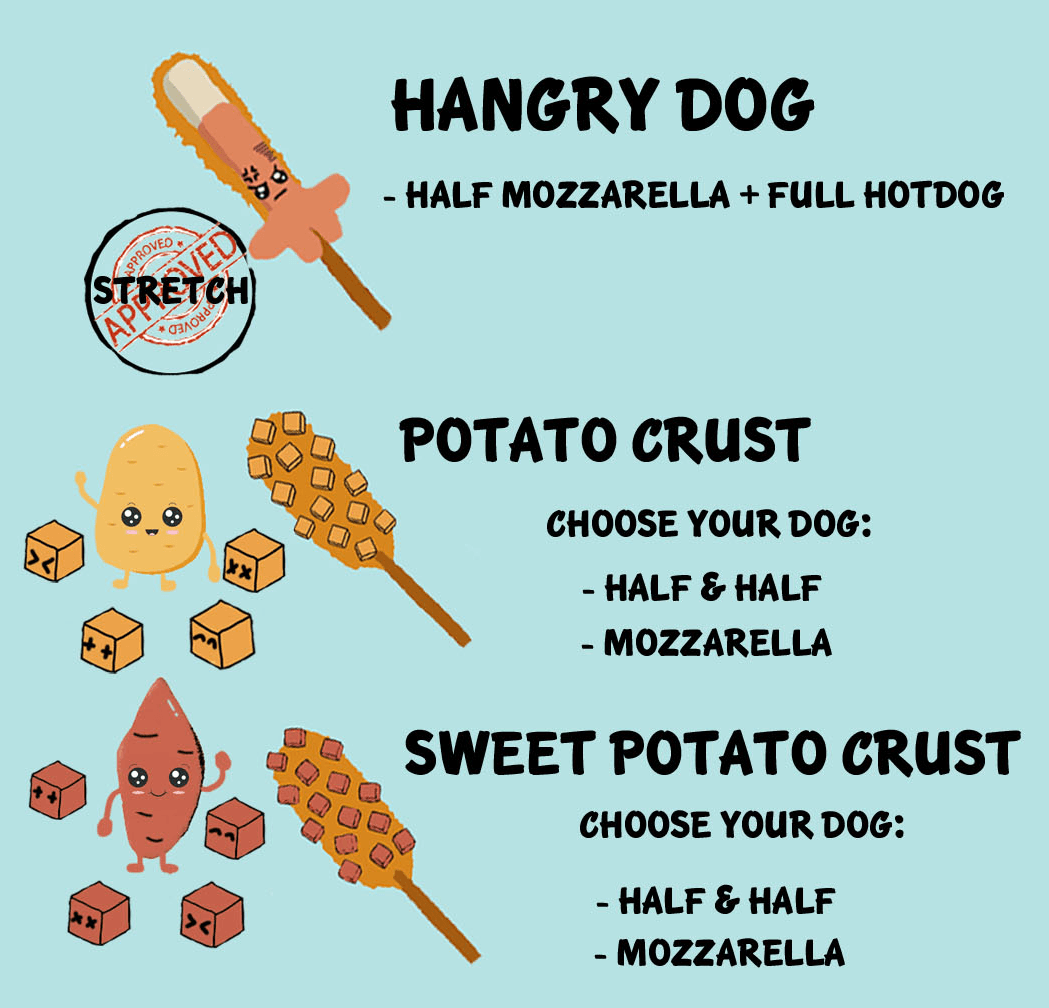 HANGRY DOG
- HALF MOZZARELLA + FULL HOTDOG
APPROVED
STRETCH
APPROVED
APPROVED
POTATO CRUST
CHOOSE YOUR DOG:
- HALF & HALF
- MOZZARELLA
SWEET POTATO CRUST
CHOOSE YOUR DOG:
- HALF & HALF
- MOZZARELLA